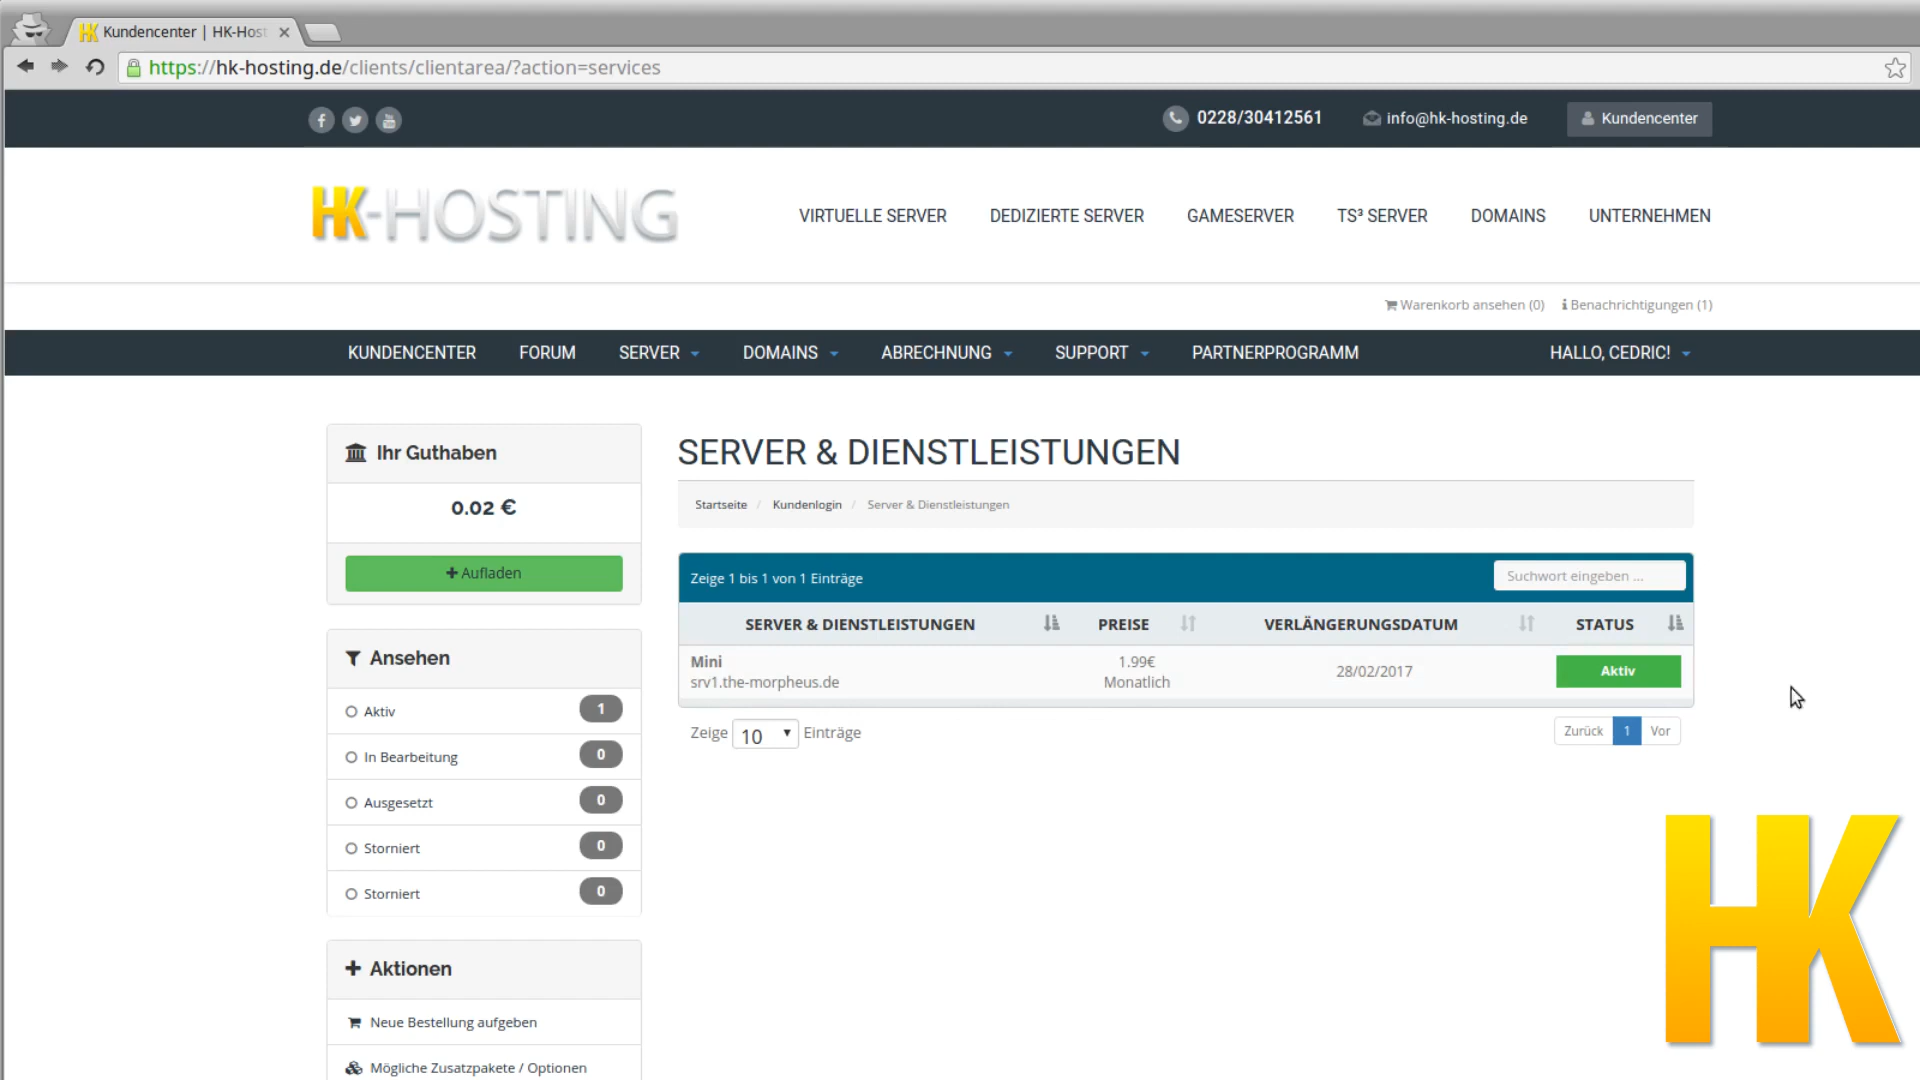 HK Kundencenter | HK-Host
https://hk-hosting.de/clients/clientarea/?action=services
0228/30412561 info@hk-hosting.de Kundencenter
HK-HOSTING
VIRTUELLE SERVER DEDIZIERTE SERVER GAMESERVER TS³ SERVER DOMAINS UNTERNEHMEN
Warenkorb ansehen (0) Benachrichtigungen (1)
KUNDENCENTER FORUM SERVER DOMAINS ABRECHNUNG SUPPORT PARTNERPROGRAMM HALLO, CEDRIC!
Ihr Guthaben
0.02 €
Aufladen
Ansehen
Aktiv 1
In Bearbeitung 0
Ausgesetzt 0
Storniert 0
Storniert 0
Aktionen
Neue Bestellung aufgeben
Mögliche Zusatzpakete / Optionen
SERVER & DIENSTLEISTUNGEN
Startseite / Kundenlogin / Server & Dienstleistungen
Zeige 1 bis 1 von 1 Einträge Suchwort eingeben ...
SERVER & DIENSTLEISTUNGEN PREISE VERLÄNGERUNGSDATUM STATUS
Mini 1.99€ 28/02/2017 Aktiv
srv1.the-morpheus.de Monatlich
Zeige 10 Einträge Zurück 1 Vor
HK